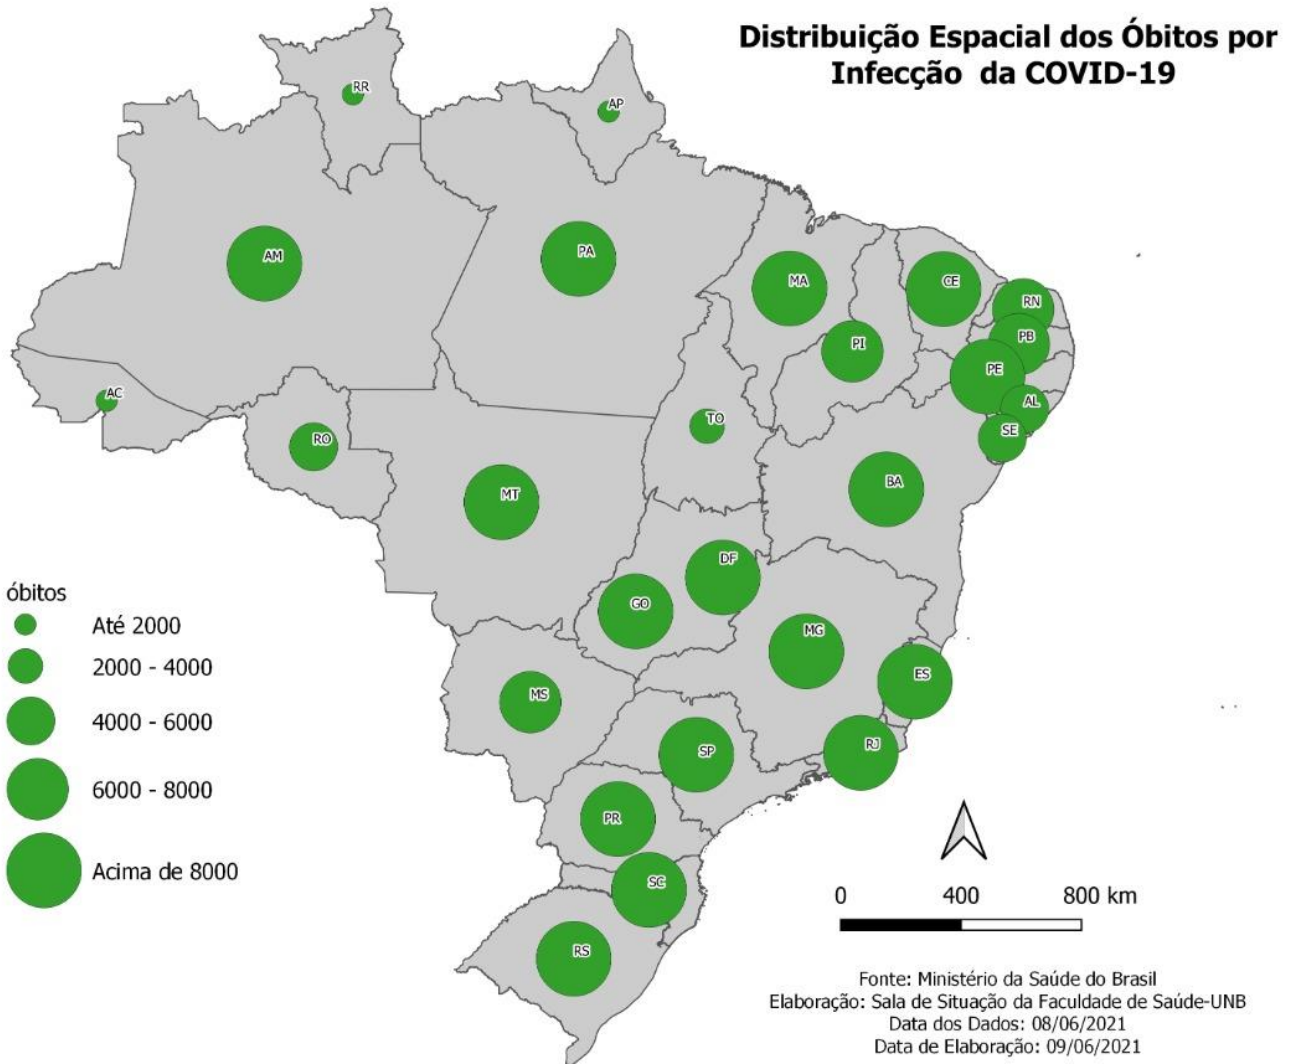 Distribuição Espacial dos Óbitos por
Infecção da COVID-19
RR
AP
AM
PA
MA
CE
RN
PI
PB
PE
AC
AL
TO
SE
RO
BA
MT
DF
GO
MG
ES
MS
RJ
SP
PR
SC
RS
óbitos
Até 2000
2000 - 4000
4000 - 6000
6000 - 8000
Acima de 8000
0 400 800 km
Fonte: Ministério da Saúde do Brasil
Elaboração: Sala de Situação da Faculdade de Saúde-UNB
Data dos Dados: 08/06/2021
Data de Elaboração: 09/06/2021